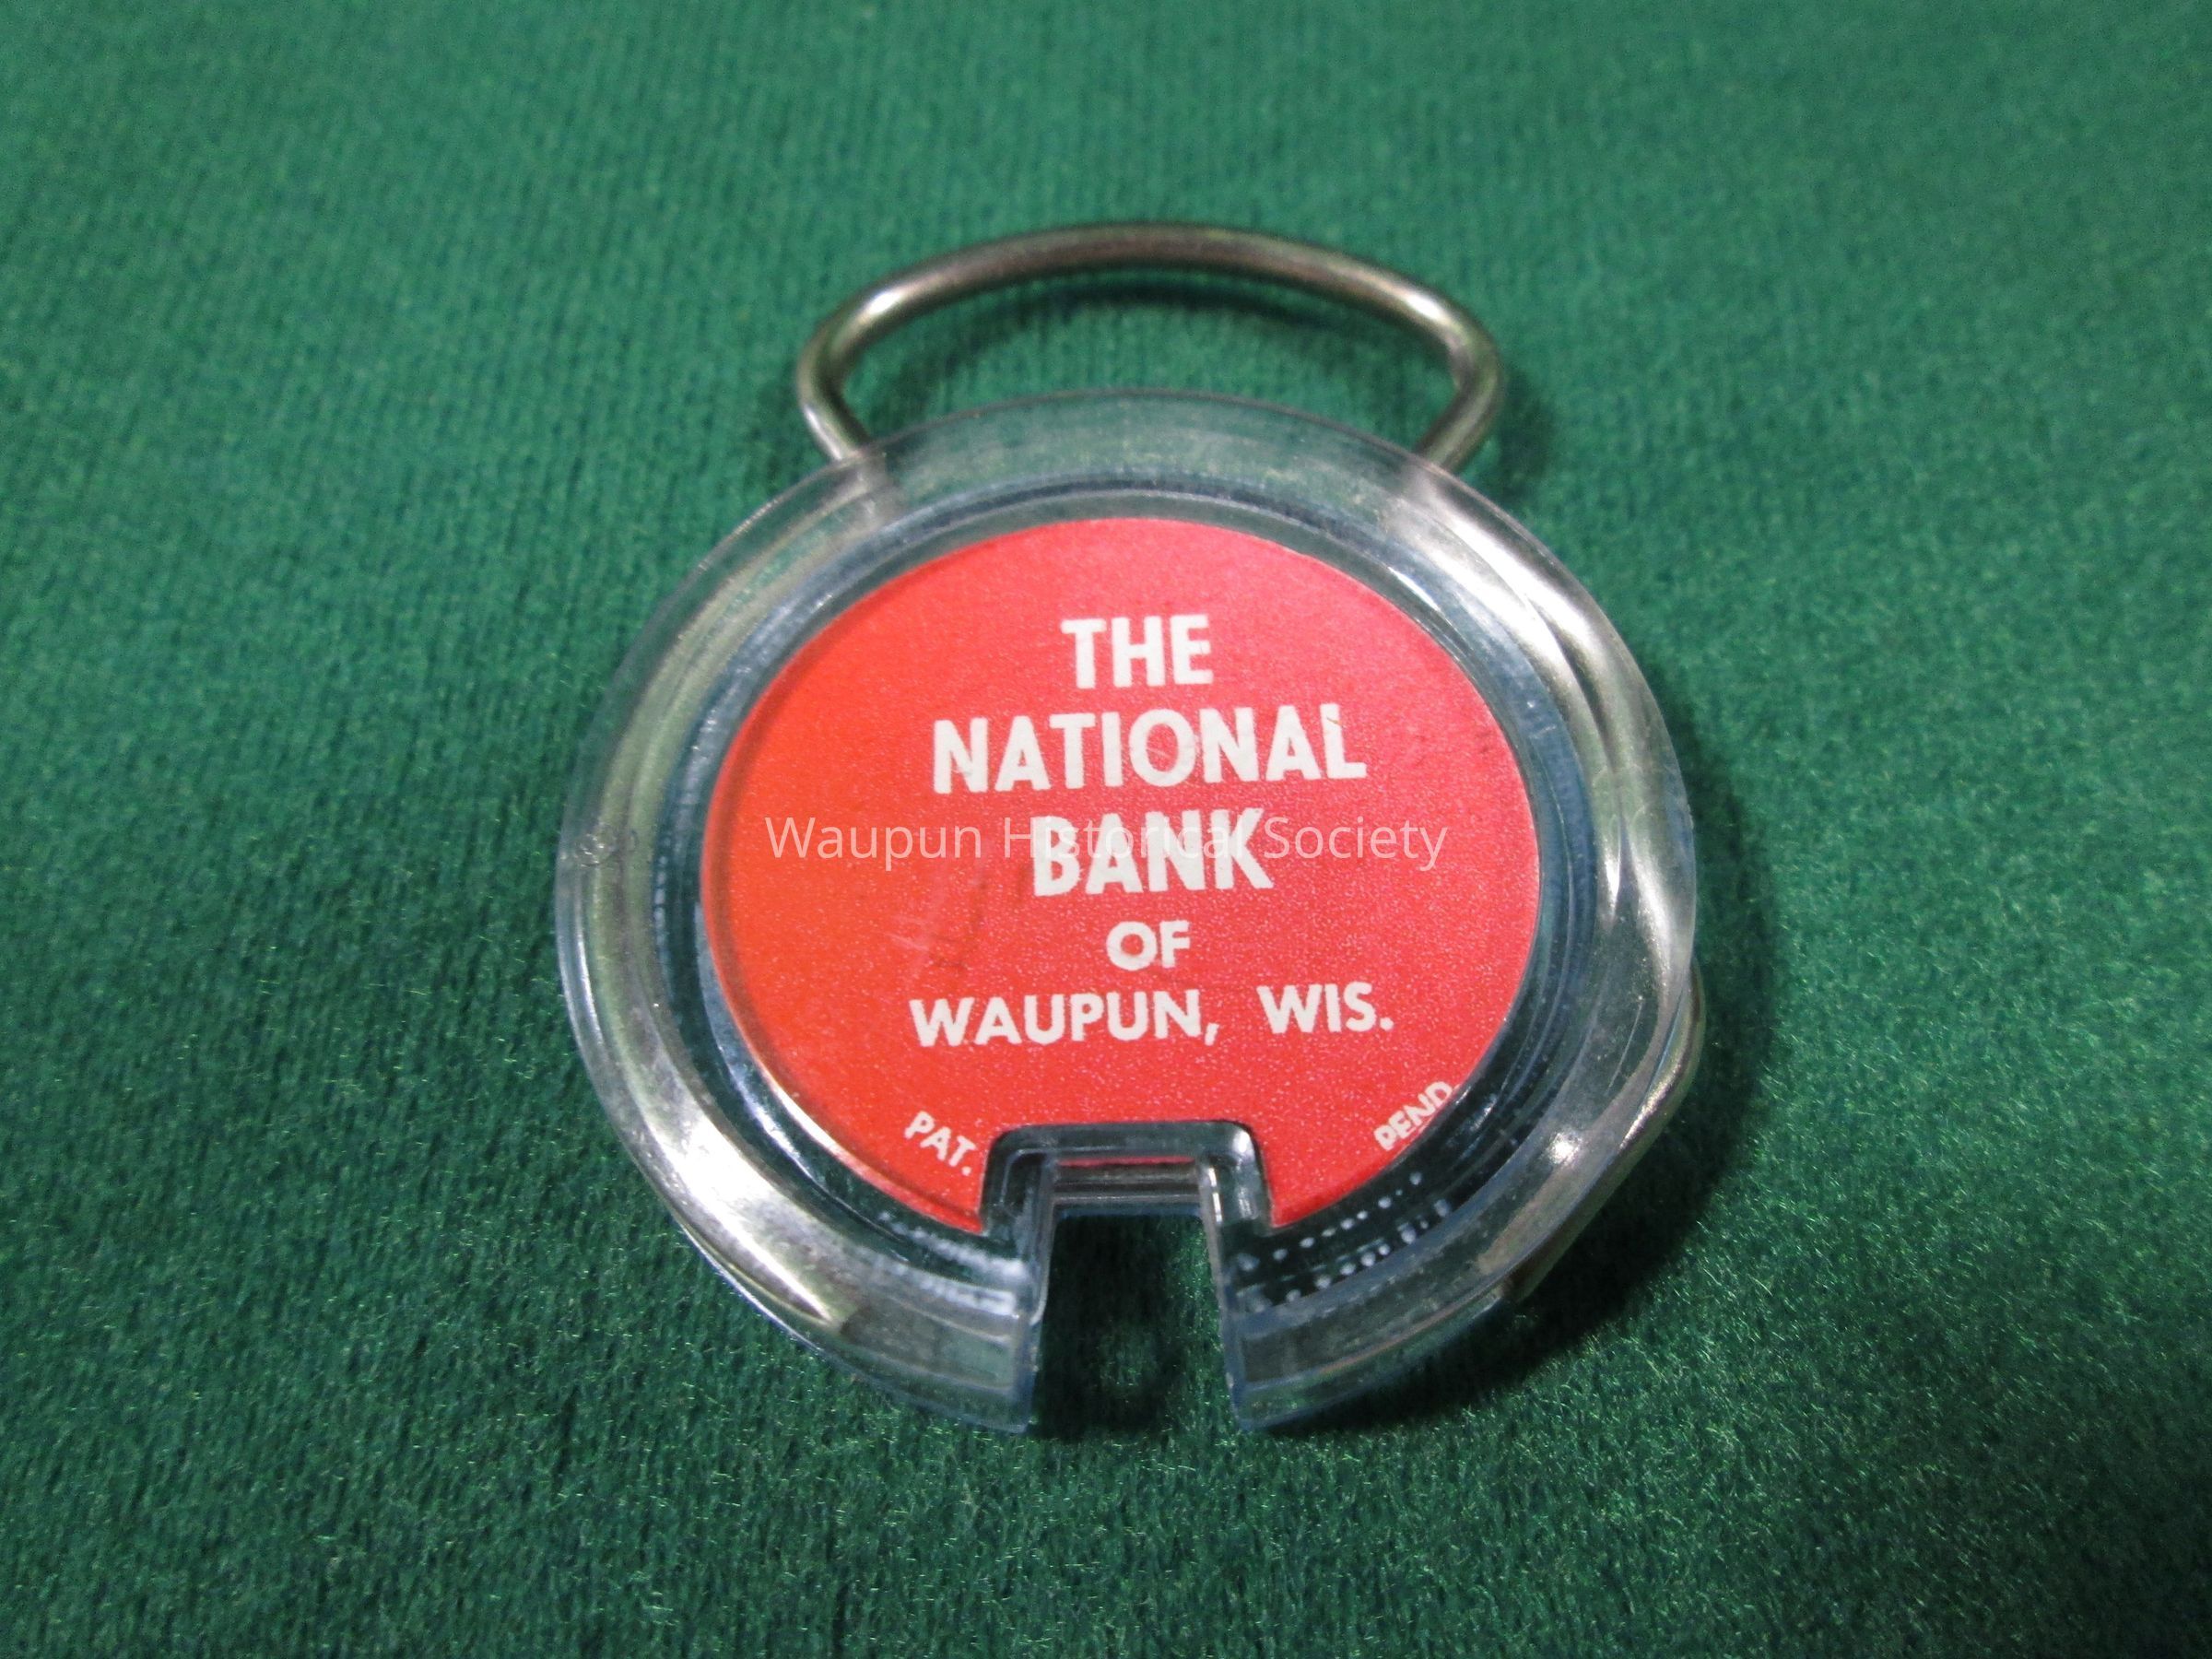 THE
NATIONAL
BANK
OF
WAUPUN, WIS.
PAT. PEND.
Waupun Historical Society